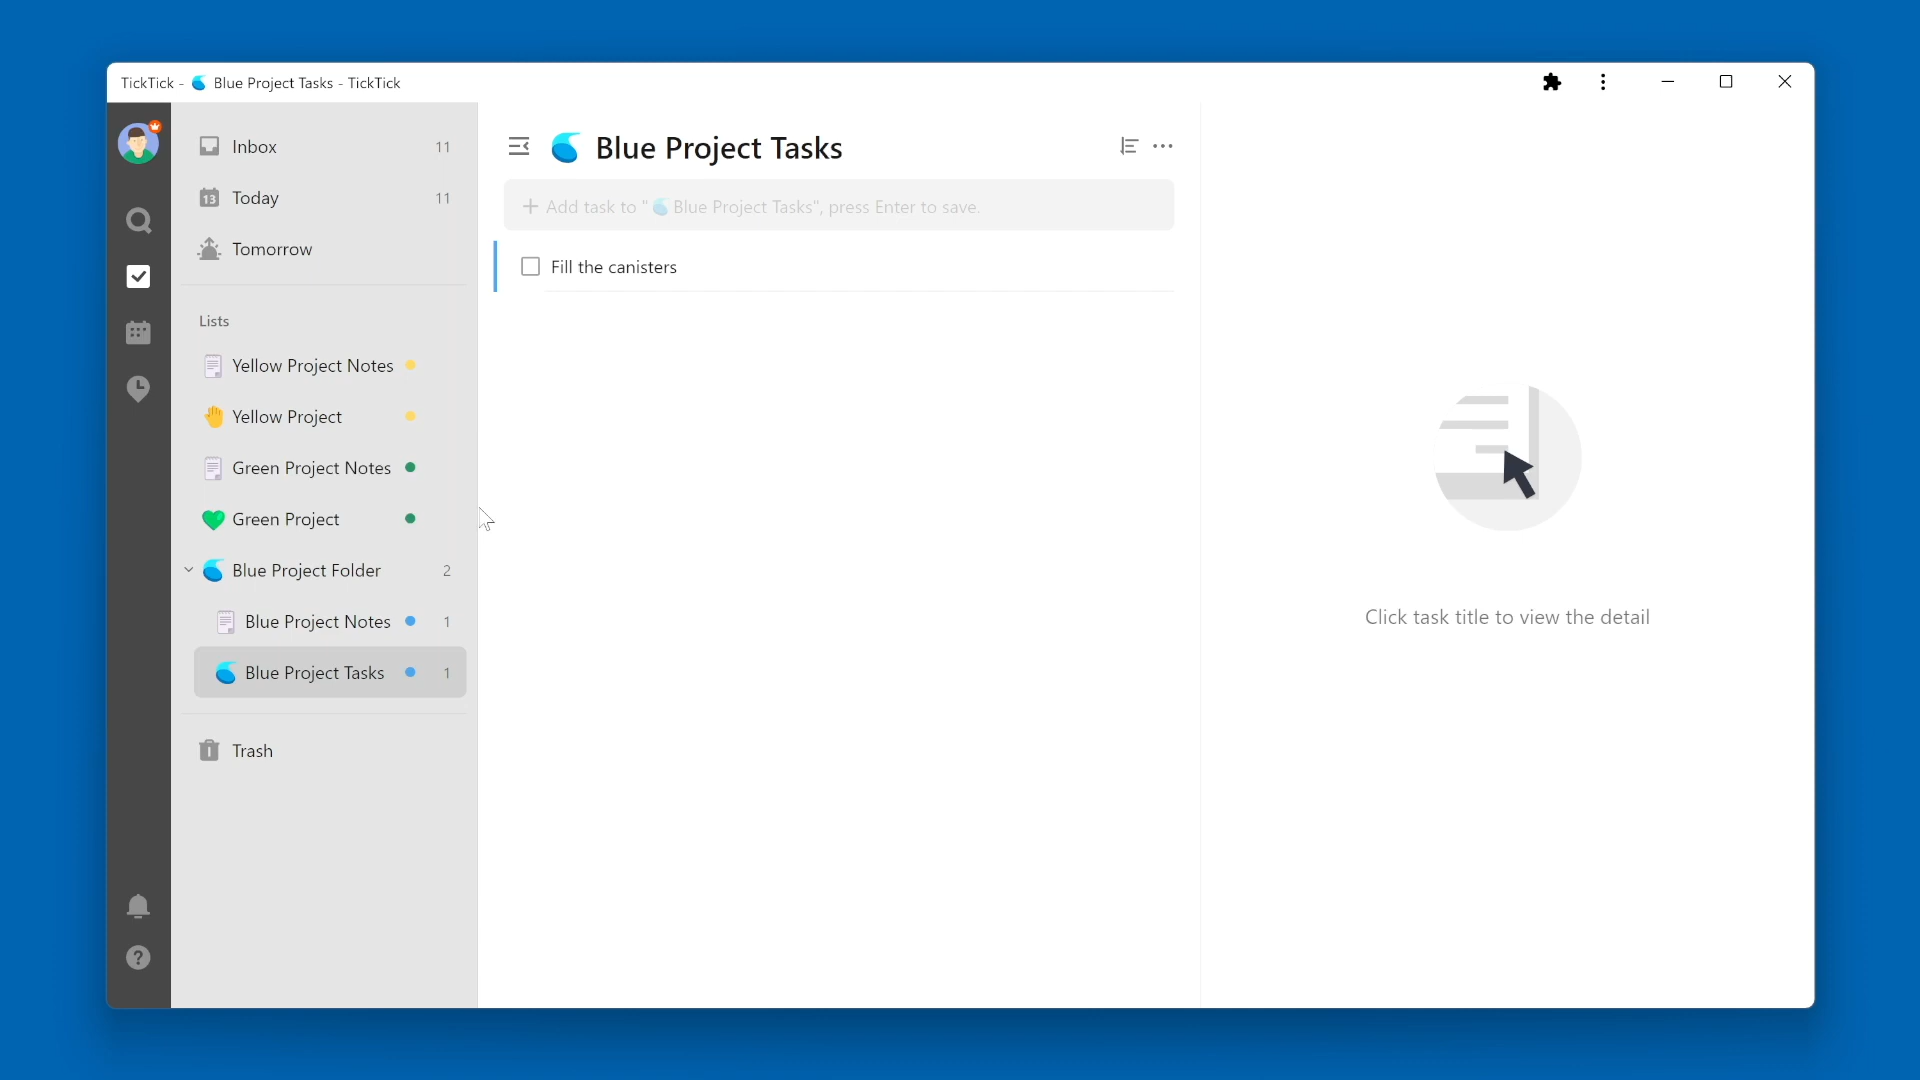 TickTick - Blue Project Tasks - TickTick
Inbox 11
13 Today 11
Tomorrow
Lists
Yellow Project Notes
Yellow Project
Green Project Notes
Green Project
Blue Project Folder 2
Blue Project Notes 1
Blue Project Tasks 1
Trash
?
Blue Project Tasks
+ Add task to "Blue Project Tasks", press Enter to save.
Fill the canisters
Click task title to view the detail